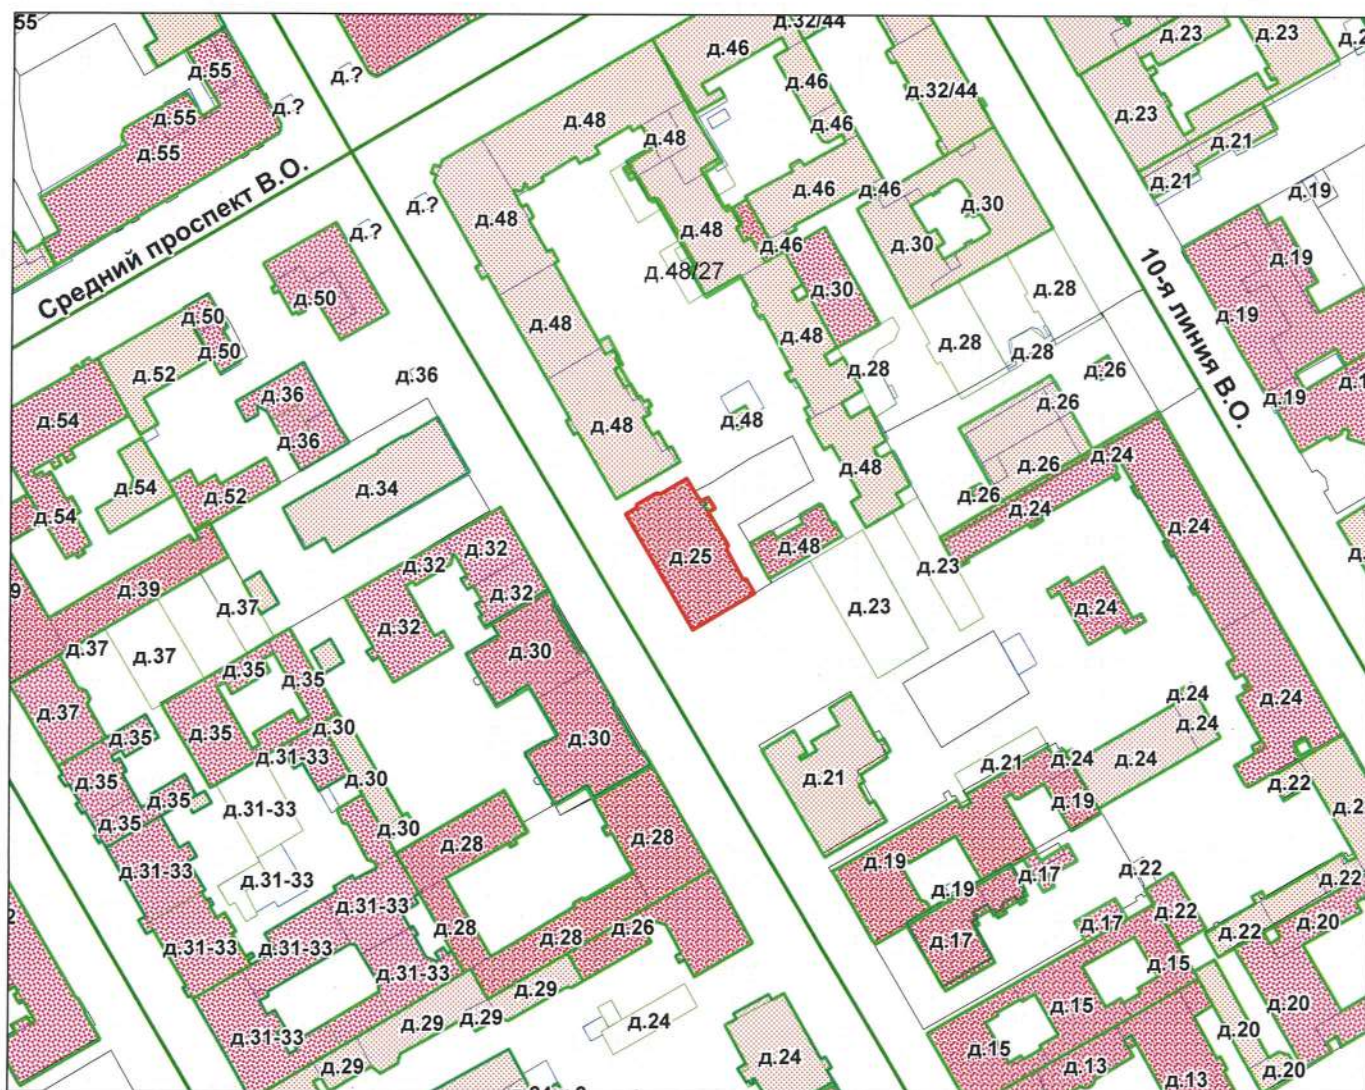 55
д.55
д.55
д.55
д.?
д.?
д.32/44
д.46
д.46
д.46
д.32/44
д.23
д.23
д.23
д.21
д.21
д.19
Средний проспект В.О.
д.?
д.?
д.48
д.48
д.48
д.48
д.46
д.46
д.46
д.30
д.30
д.30
д.48/27
10-я линия В.О.
д.19
д.19
д.19
д.50
д.50
д.50
д.52
д.54
д.36
д.36
д.36
д.48
д.48
д.48
д.48
д.48
д.28
д.28
д.28
д.28
д.26
д.26
д.26
д.26
д.54
д.54
д.52
д.34
д.25
д.48
д.23
д.23
д.24
д.24
д.24
д.24
д.39
д.37
д.37
д.37
д.37
д.32
д.32
д.32
д.32
д.30
д.30
д.35
д.35
д.35
д.35
д.35
д.35
д.30
д.30
д.30
д.31-33
д.31-33
д.31-33
д.31-33
д.31-33
д.31-33
д.31-33
д.31-33
д.31-33
д.28
д.28
д.28
д.28
д.26
д.29
д.29
д.29
д.29
д.24
д.24
д.21
д.21
д.24
д.24
д.24
д.24
д.24
д.19
д.19
д.19
д.17
д.17
д.17
д.22
д.22
д.22
д.22
д.22
д.20
д.20
д.20
д.20
д.15
д.15
д.15
д.13
д.13